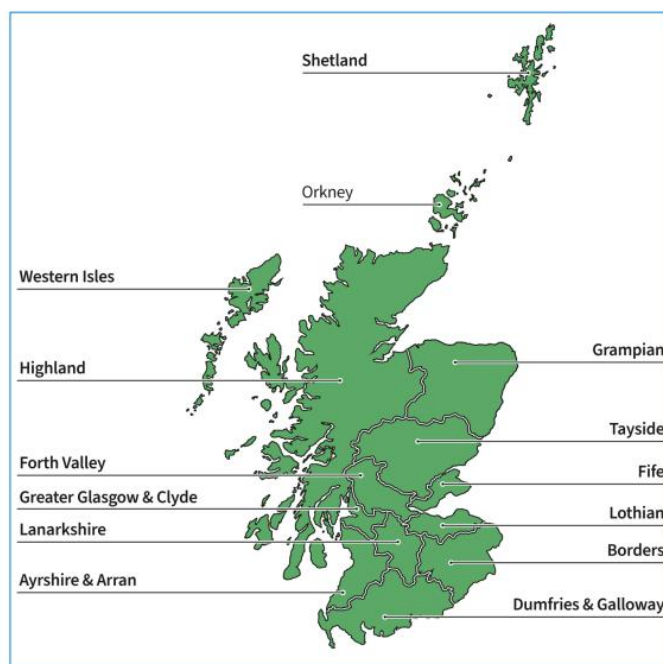 Shetland
Orkney
Western Isles
Grampian
Highland
Tayside
Forth Valley
Fife
Greater Glasgow & Clyde
Lothian
Lanarkshire
Borders
Ayrshire & Arran
Dumfries & Galloway